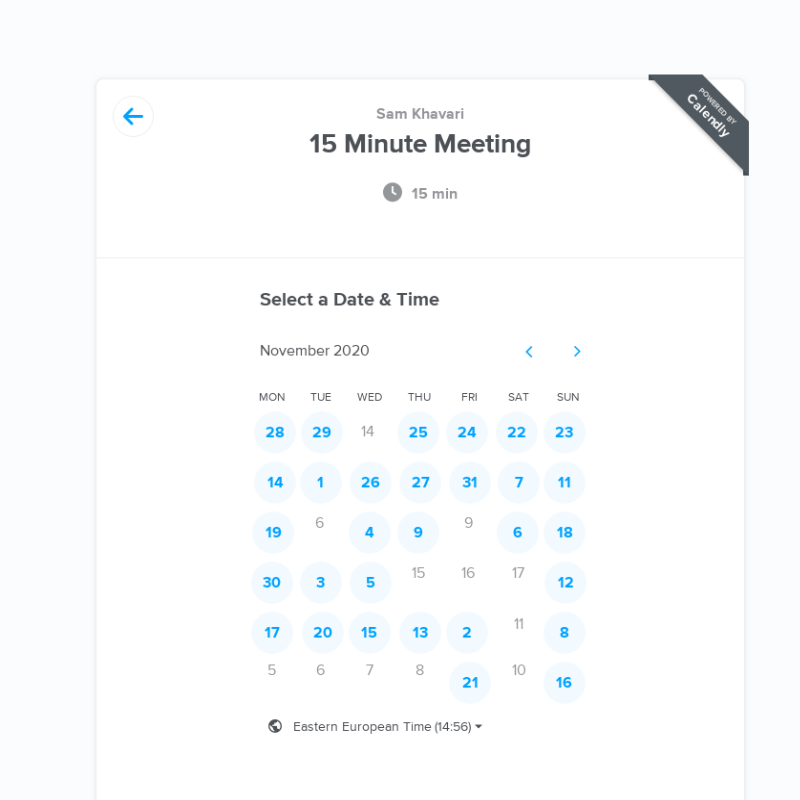 POWERED BY
Calendly
Sam Khavari
15 Minute Meeting
15 min
Select a Date & Time
November 2020
MON TUE WED THU FRI SAT SUN
28 29 14 25 24 22 23
14 1 26 27 31 7 11
19 6 4 9 9 6 18
30 3 5 15 16 17 12
17 20 15 13 2 11 8
5 6 7 8 21 10 16
Eastern European Time (14:56)